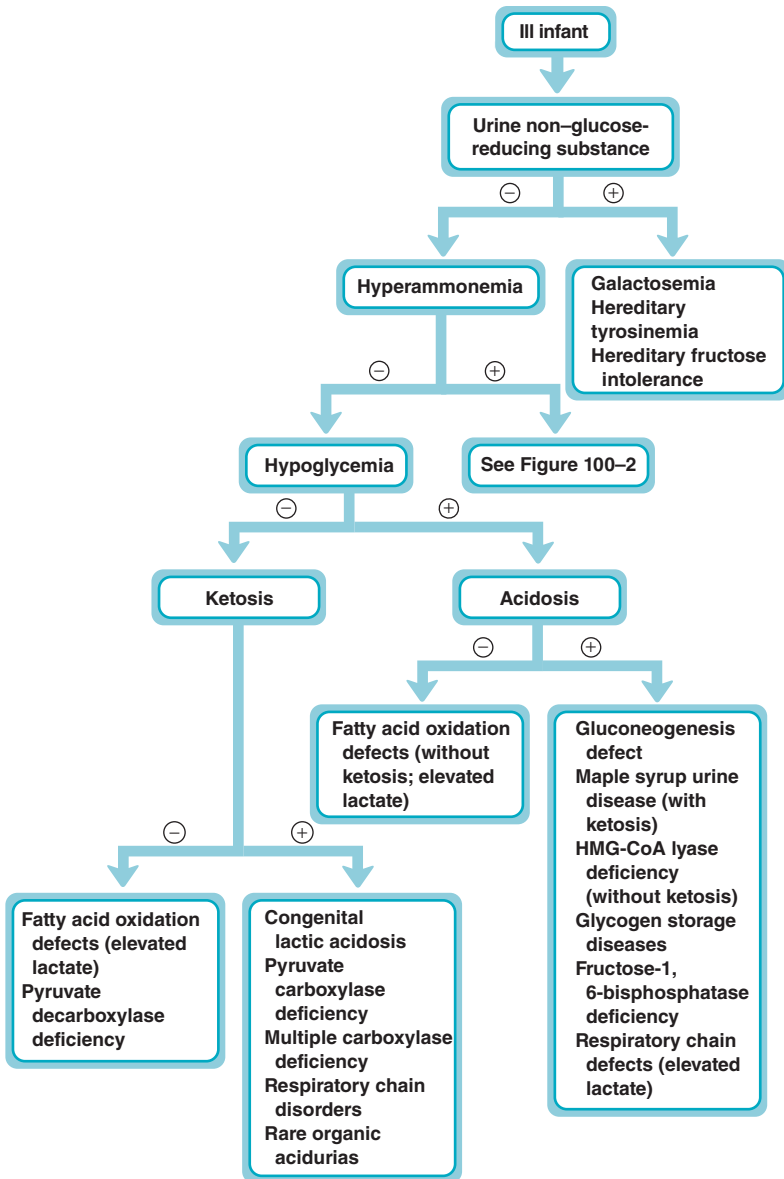 Ill infant
Urine non–glucose-
reducing substance
− +
Hyperammonemia
Galactosemia
Hereditary
tyrosinemia
Hereditary fructose
intolerance
− +
Hypoglycemia
See Figure 100–2
− +
Ketosis
Acidosis
− +
Fatty acid oxidation
defects (without
ketosis; elevated
lactate)
Gluconeogenesis
defect
Maple syrup urine
disease (with
ketosis)
HMG-CoA lyase
deficiency
(without ketosis)
Glycogen storage
diseases
Fructose-1,
6-bisphosphatase
deficiency
Respiratory chain
defects (elevated
lactate)
− +
Fatty acid oxidation
defects (elevated
lactate)
Pyruvate
decarboxylase
deficiency
Congenital
lactic acidosis
Pyruvate
carboxylase
deficiency
Multiple carboxylase
deficiency
Respiratory chain
disorders
Rare organic
acidurias